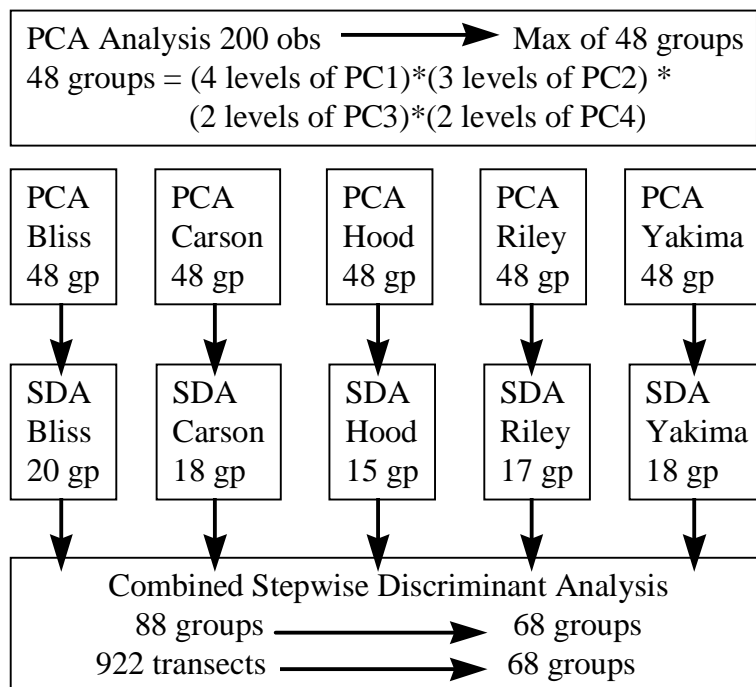 PCA Analysis 200 obs Max of 48 groups
48 groups = (4 levels of PC1)*(3 levels of PC2) *
(2 levels of PC3)*(2 levels of PC4)
PCA
Bliss
48 gp
PCA
Carson
48 gp
PCA
Hood
48 gp
PCA
Riley
48 gp
PCA
Yakima
48 gp
SDA
Bliss
20 gp
SDA
Carson
18 gp
SDA
Hood
15 gp
SDA
Riley
17 gp
SDA
Yakima
18 gp
Combined Stepwise Discriminant Analysis
88 groups 68 groups
922 transects 68 groups